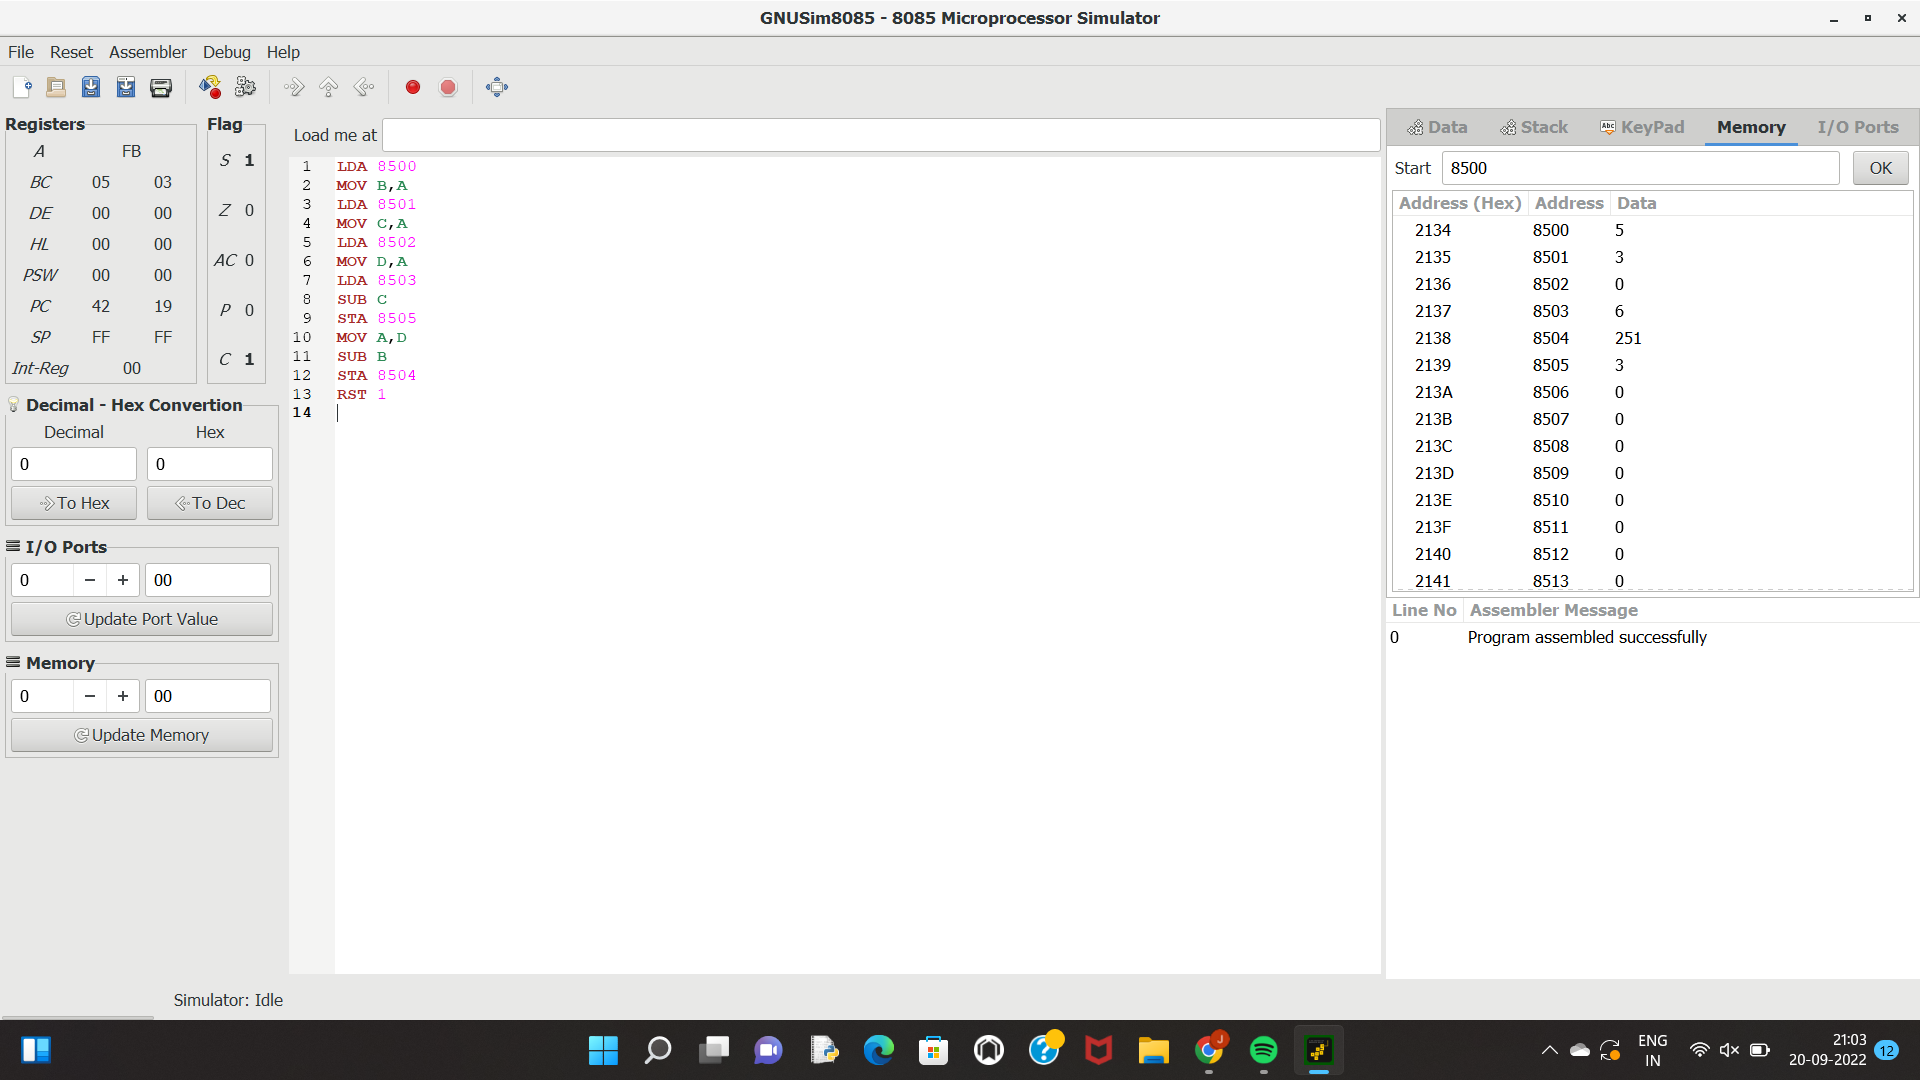 GNUSim8085 - 8085 Microprocessor Simulator
File Reset Assembler Debug Help
Registers
A FB
BC 05 03
DE 00 00
HL 00 00
PSW 00 00
PC 42 19
SP FF FF
Int-Reg 00
Flag
S 1
Z 0
AC 0
P 0
C 1
Decimal - Hex Convertion
Decimal Hex
0 0
To Hex To Dec
I/O Ports
0 − + 00
Update Port Value
Memory
0 − + 00
Update Memory
Load me at
1 LDA 8500
2 MOV B,A
3 LDA 8501
4 MOV C,A
5 LDA 8502
6 MOV D,A
7 LDA 8503
8 SUB C
9 STA 8505
10 MOV A,D
11 SUB B
12 STA 8504
13 RST 1
14
Data Stack Abc KeyPad Memory I/O Ports
Start 8500 OK
Address (Hex) Address Data
2134 8500 5
2135 8501 3
2136 8502 0
2137 8503 6
2138 8504 251
2139 8505 3
213A 8506 0
213B 8507 0
213C 8508 0
213D 8509 0
213E 8510 0
213F 8511 0
2140 8512 0
2141 8513 0
Line No Assembler Message
0 Program assembled successfully
Simulator: Idle
J
ENG
IN
21:03
20-09-2022
12